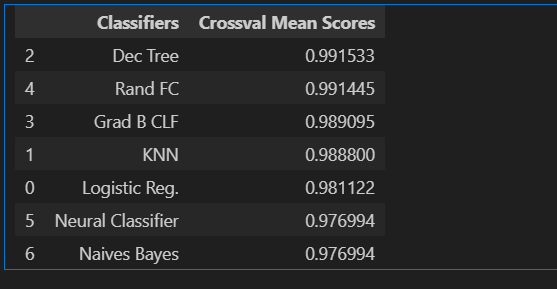 Classifiers Crossval Mean Scores
2 Dec Tree 0.991533
4 Rand FC 0.991445
3 Grad B CLF 0.989095
1 KNN 0.988800
0 Logistic Reg. 0.981122
5 Neural Classifier 0.976994
6 Naives Bayes 0.976994